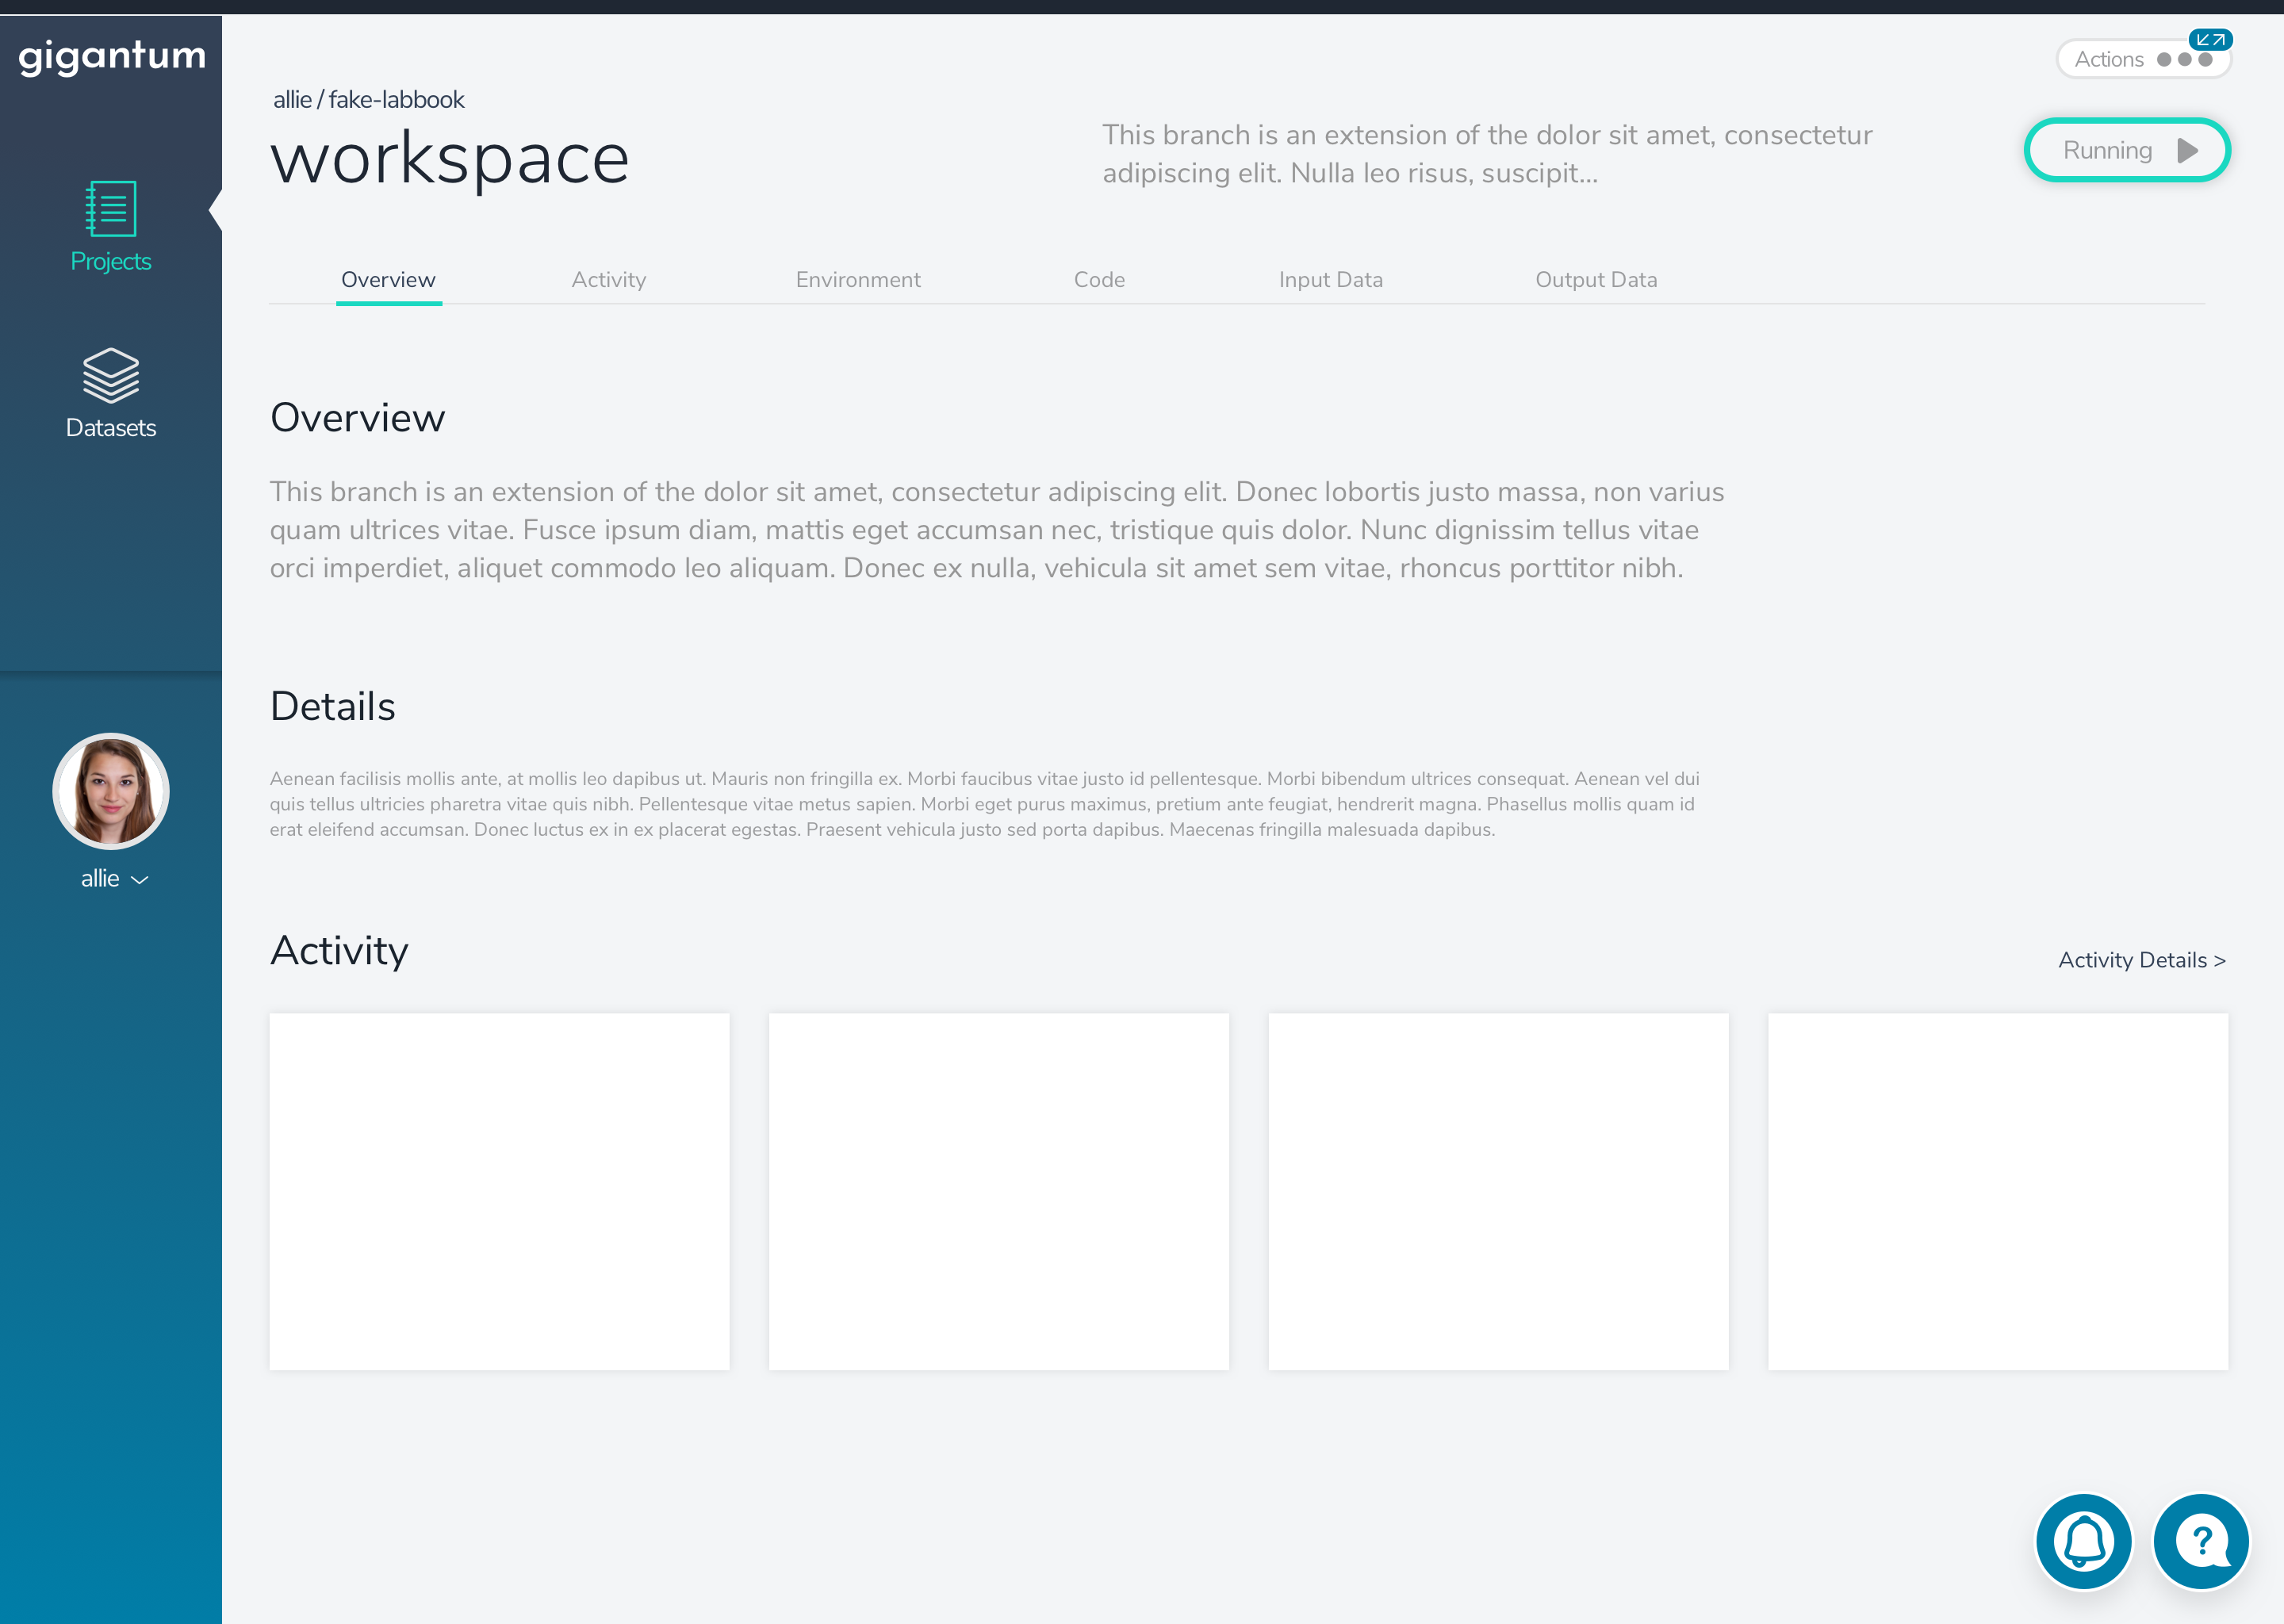 gigantum
Actions
allie / fake-labbook
workspace
This branch is an extension of the dolor sit amet, consectetur
adipiscing elit. Nulla leo risus, suscipit...
Running
Projects
Overview Activity Environment Code Input Data Output Data
Datasets
Overview
This branch is an extension of the dolor sit amet, consectetur adipiscing elit. Donec lobortis justo massa, non varius
quam ultrices vitae. Fusce ipsum diam, mattis eget accumsan nec, tristique quis dolor. Nunc dignissim tellus vitae
orci imperdiet, aliquet commodo leo aliquam. Donec ex nulla, vehicula sit amet sem vitae, rhoncus porttitor nibh.
Details
Aenean facilisis mollis ante, at mollis leo dapibus ut. Mauris non fringilla ex. Morbi faucibus vitae justo id pellentesque. Morbi bibendum ultrices consequat. Aenean vel dui
quis tellus ultricies pharetra vitae quis nibh. Pellentesque vitae metus sapien. Morbi eget purus maximus, pretium ante feugiat, hendrerit magna. Phasellus mollis quam id
erat eleifend accumsan. Donec luctus ex in ex placerat egestas. Praesent vehicula justo sed porta dapibus. Maecenas fringilla malesuada dapibus.
allie
Activity
Activity Details >
?